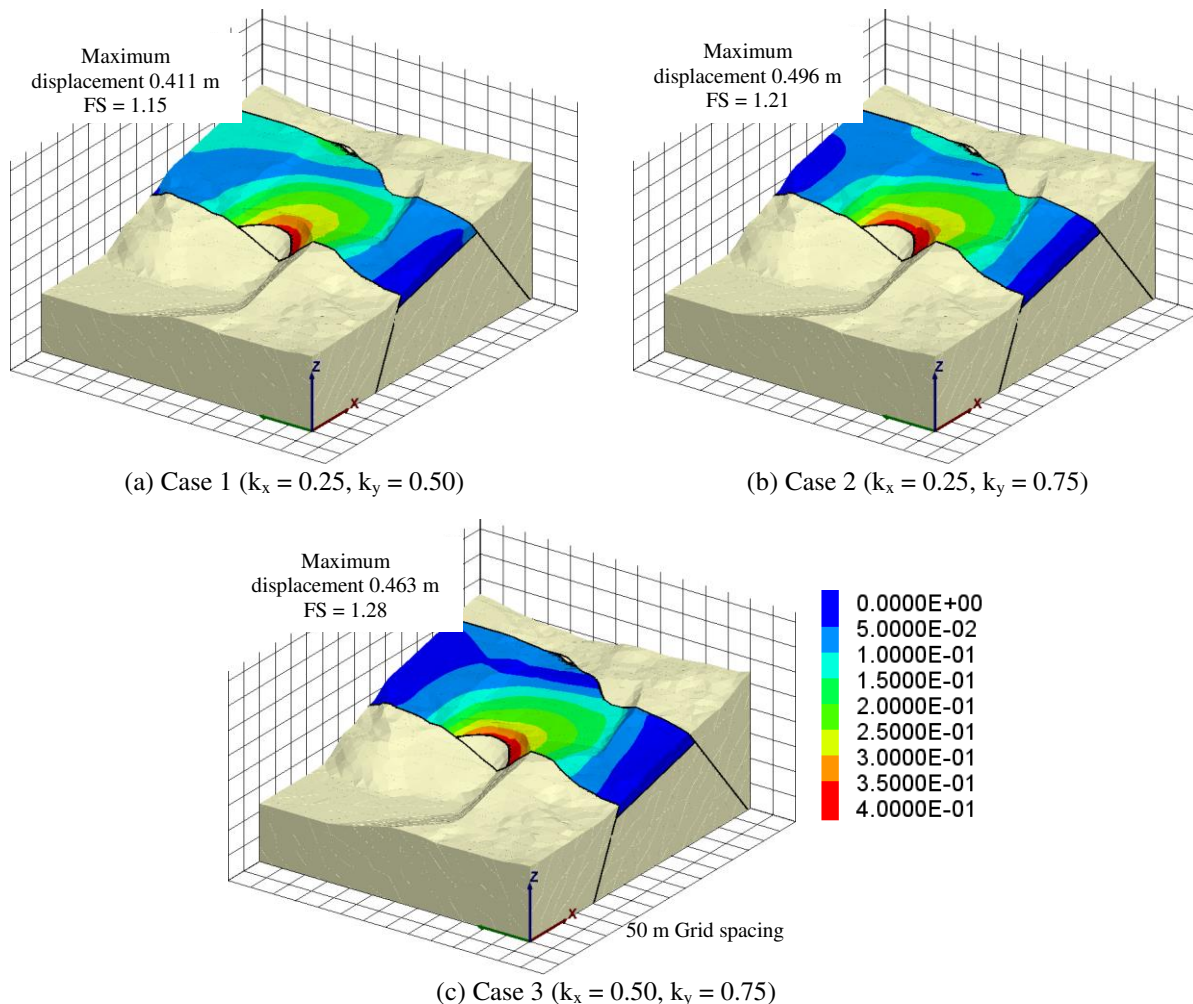 Maximum
displacement 0.411 m
FS = 1.15
Z
X
(a) Case 1 (kx = 0.25, ky = 0.50)
Maximum
displacement 0.496 m
FS = 1.21
Z
X
(b) Case 2 (kx = 0.25, ky = 0.75)
Maximum
displacement 0.463 m
FS = 1.28
0.0000E+00
5.0000E-02
1.0000E-01
1.5000E-01
2.0000E-01
2.5000E-01
3.0000E-01
3.5000E-01
4.0000E-01
Z
X
50 m Grid spacing
(c) Case 3 (kx = 0.50, ky = 0.75)